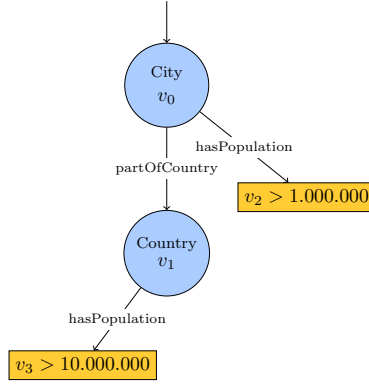 City
v₀
hasPopulation
partOfCountry
v₂ > 1.000.000
Country
v₁
hasPopulation
v₃ > 10.000.000